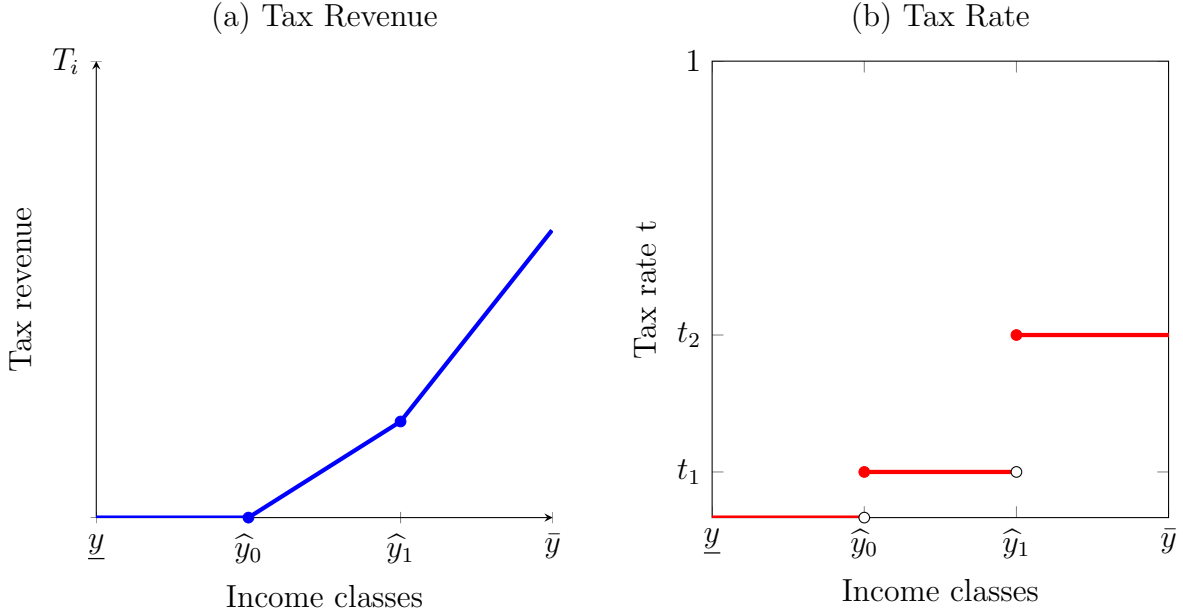 (a) Tax Revenue
T_i
Tax revenue
y̲
ŷ_0
ŷ_1
ȳ
Income classes
(b) Tax Rate
1
t_2
t_1
Tax rate t
y̲
ŷ_0
ŷ_1
ȳ
Income classes